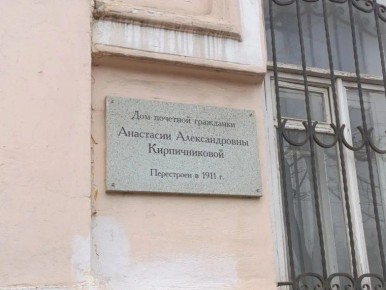 Дом почетной гражданки
Анастасии Александровны
Кирпичниковой
Перестроен в 1911 г.